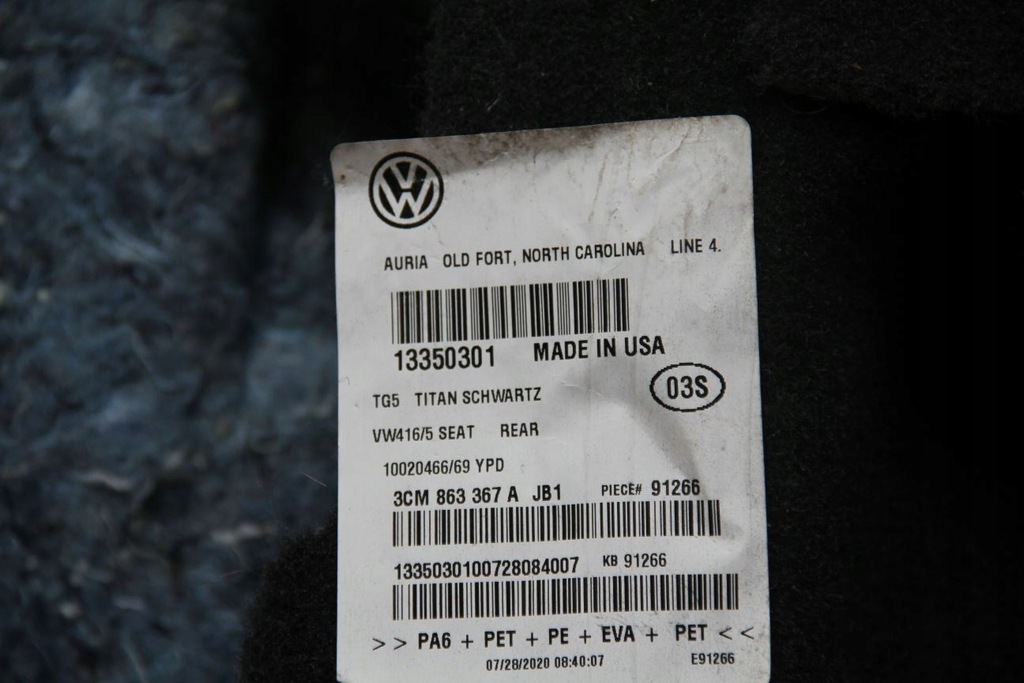 AURIA OLD FORT, NORTH CAROLINA LINE 4.
13350301 MADE IN USA
03S
TG5 TITAN SCHWARTZ
VW416/5 SEAT REAR
10020466/69 YPD
3CM 863 367 A JB1 PIECE# 91266
1335030100728084007 KB 91266
>> PA6 + PET + PE + EVA + PET <<
07/28/2020 08:40:07 E91266